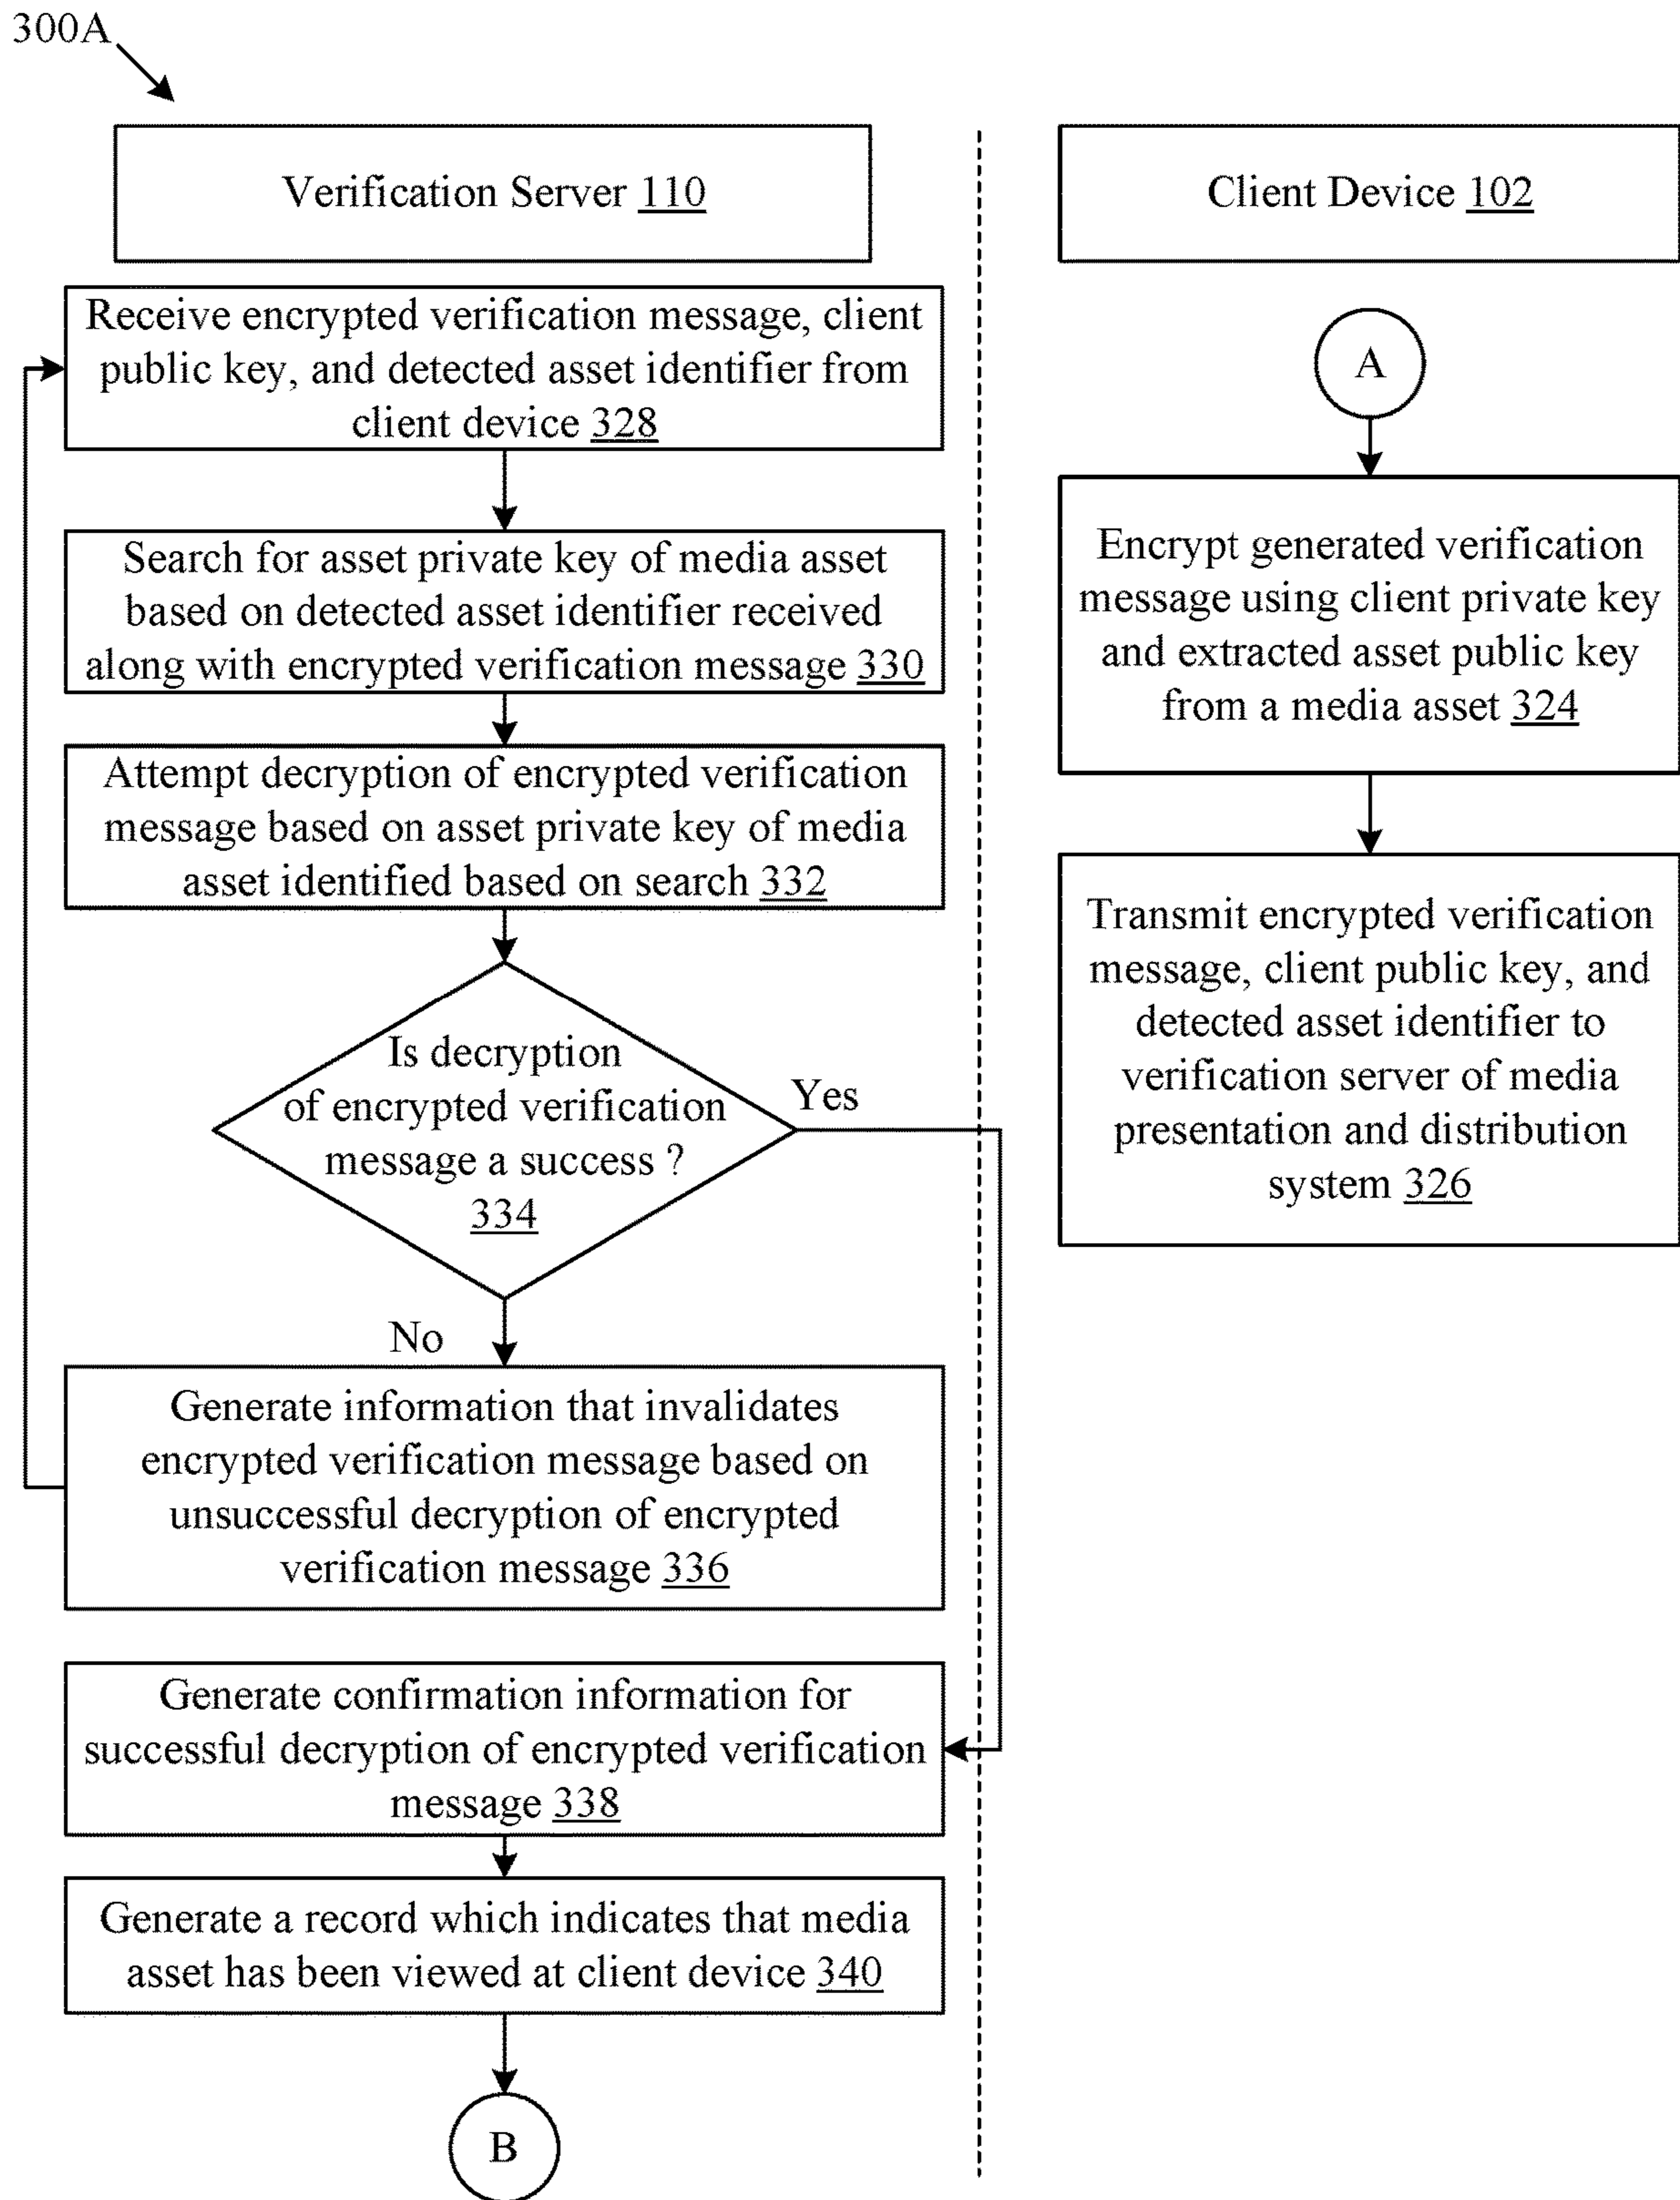 300A
Verification Server 110
Receive encrypted verification message, client
public key, and detected asset identifier from
client device 328
Search for asset private key of media asset
based on detected asset identifier received
along with encrypted verification message 330
Attempt decryption of encrypted verification
message based on asset private key of media
asset identified based on search 332
Is decryption
of encrypted verification
message a success ?
334
Yes
No
Generate information that invalidates
encrypted verification message based on
unsuccessful decryption of encrypted
verification message 336
Generate confirmation information for
successful decryption of encrypted verification
message 338
Generate a record which indicates that media
asset has been viewed at client device 340
B
Client Device 102
A
Encrypt generated verification
message using client private key
and extracted asset public key
from a media asset 324
Transmit encrypted verification
message, client public key, and
detected asset identifier to
verification server of media
presentation and distribution
system 326